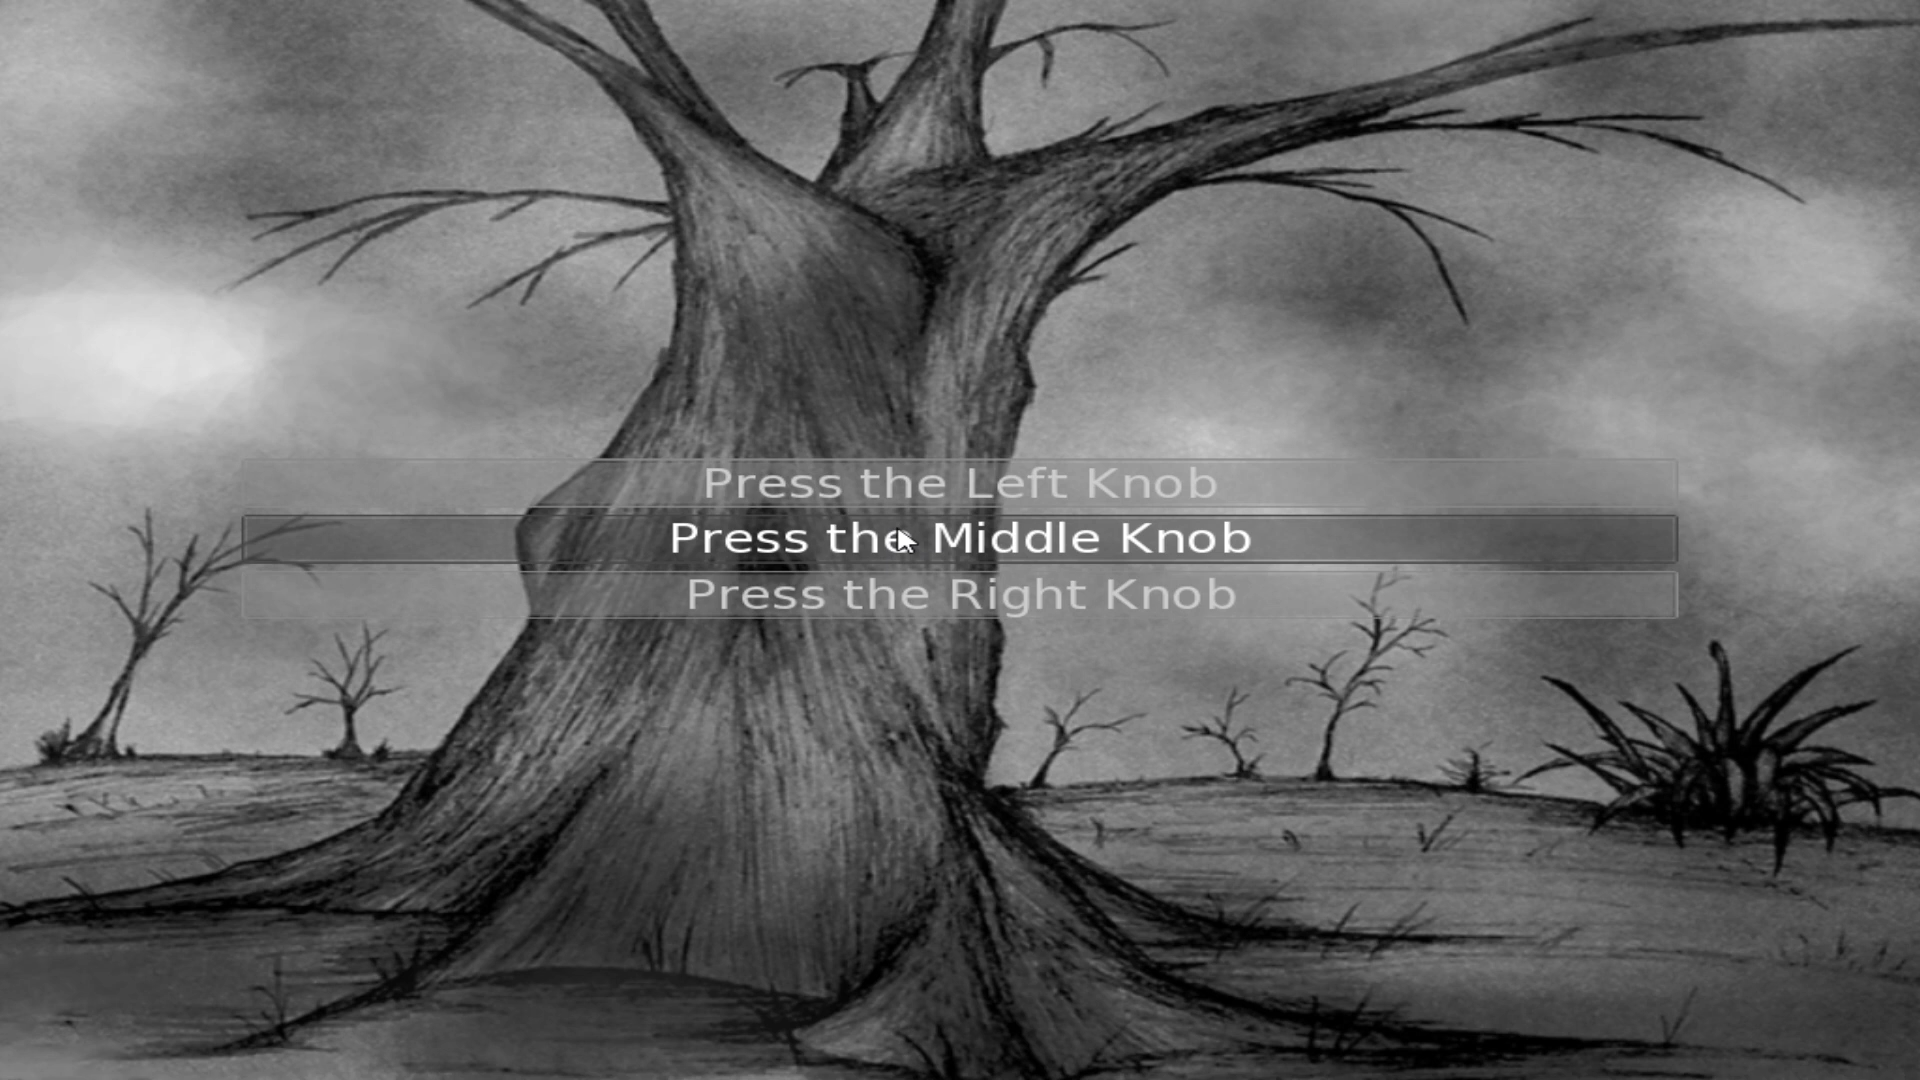 Press the Left Knob
Press the Middle Knob
Press the Right Knob